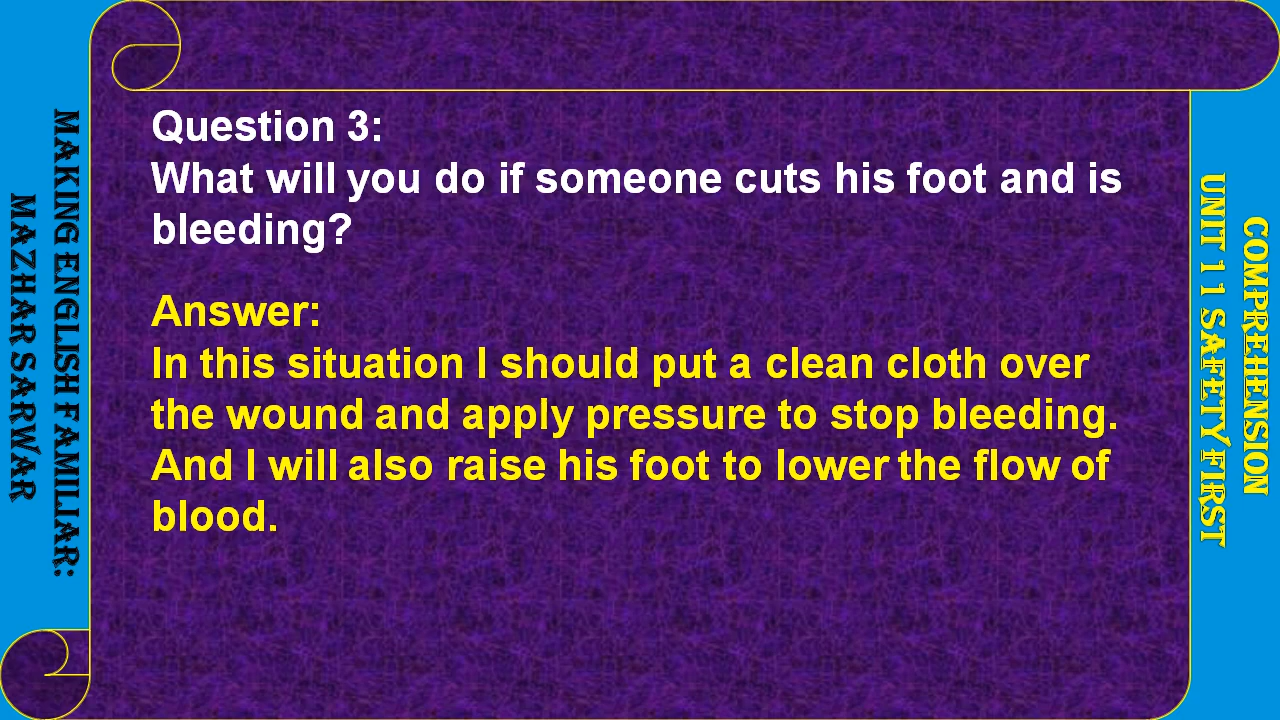 MAKING ENGLISH FAMILIAR:
MAZHAR SARWAR
Question 3:
What will you do if someone cuts his foot and is
bleeding?
Answer:
In this situation I should put a clean cloth over
the wound and apply pressure to stop bleeding.
And I will also raise his foot to lower the flow of
blood.
COMPREHENSION
UNIT 11 SAFETY FIRST